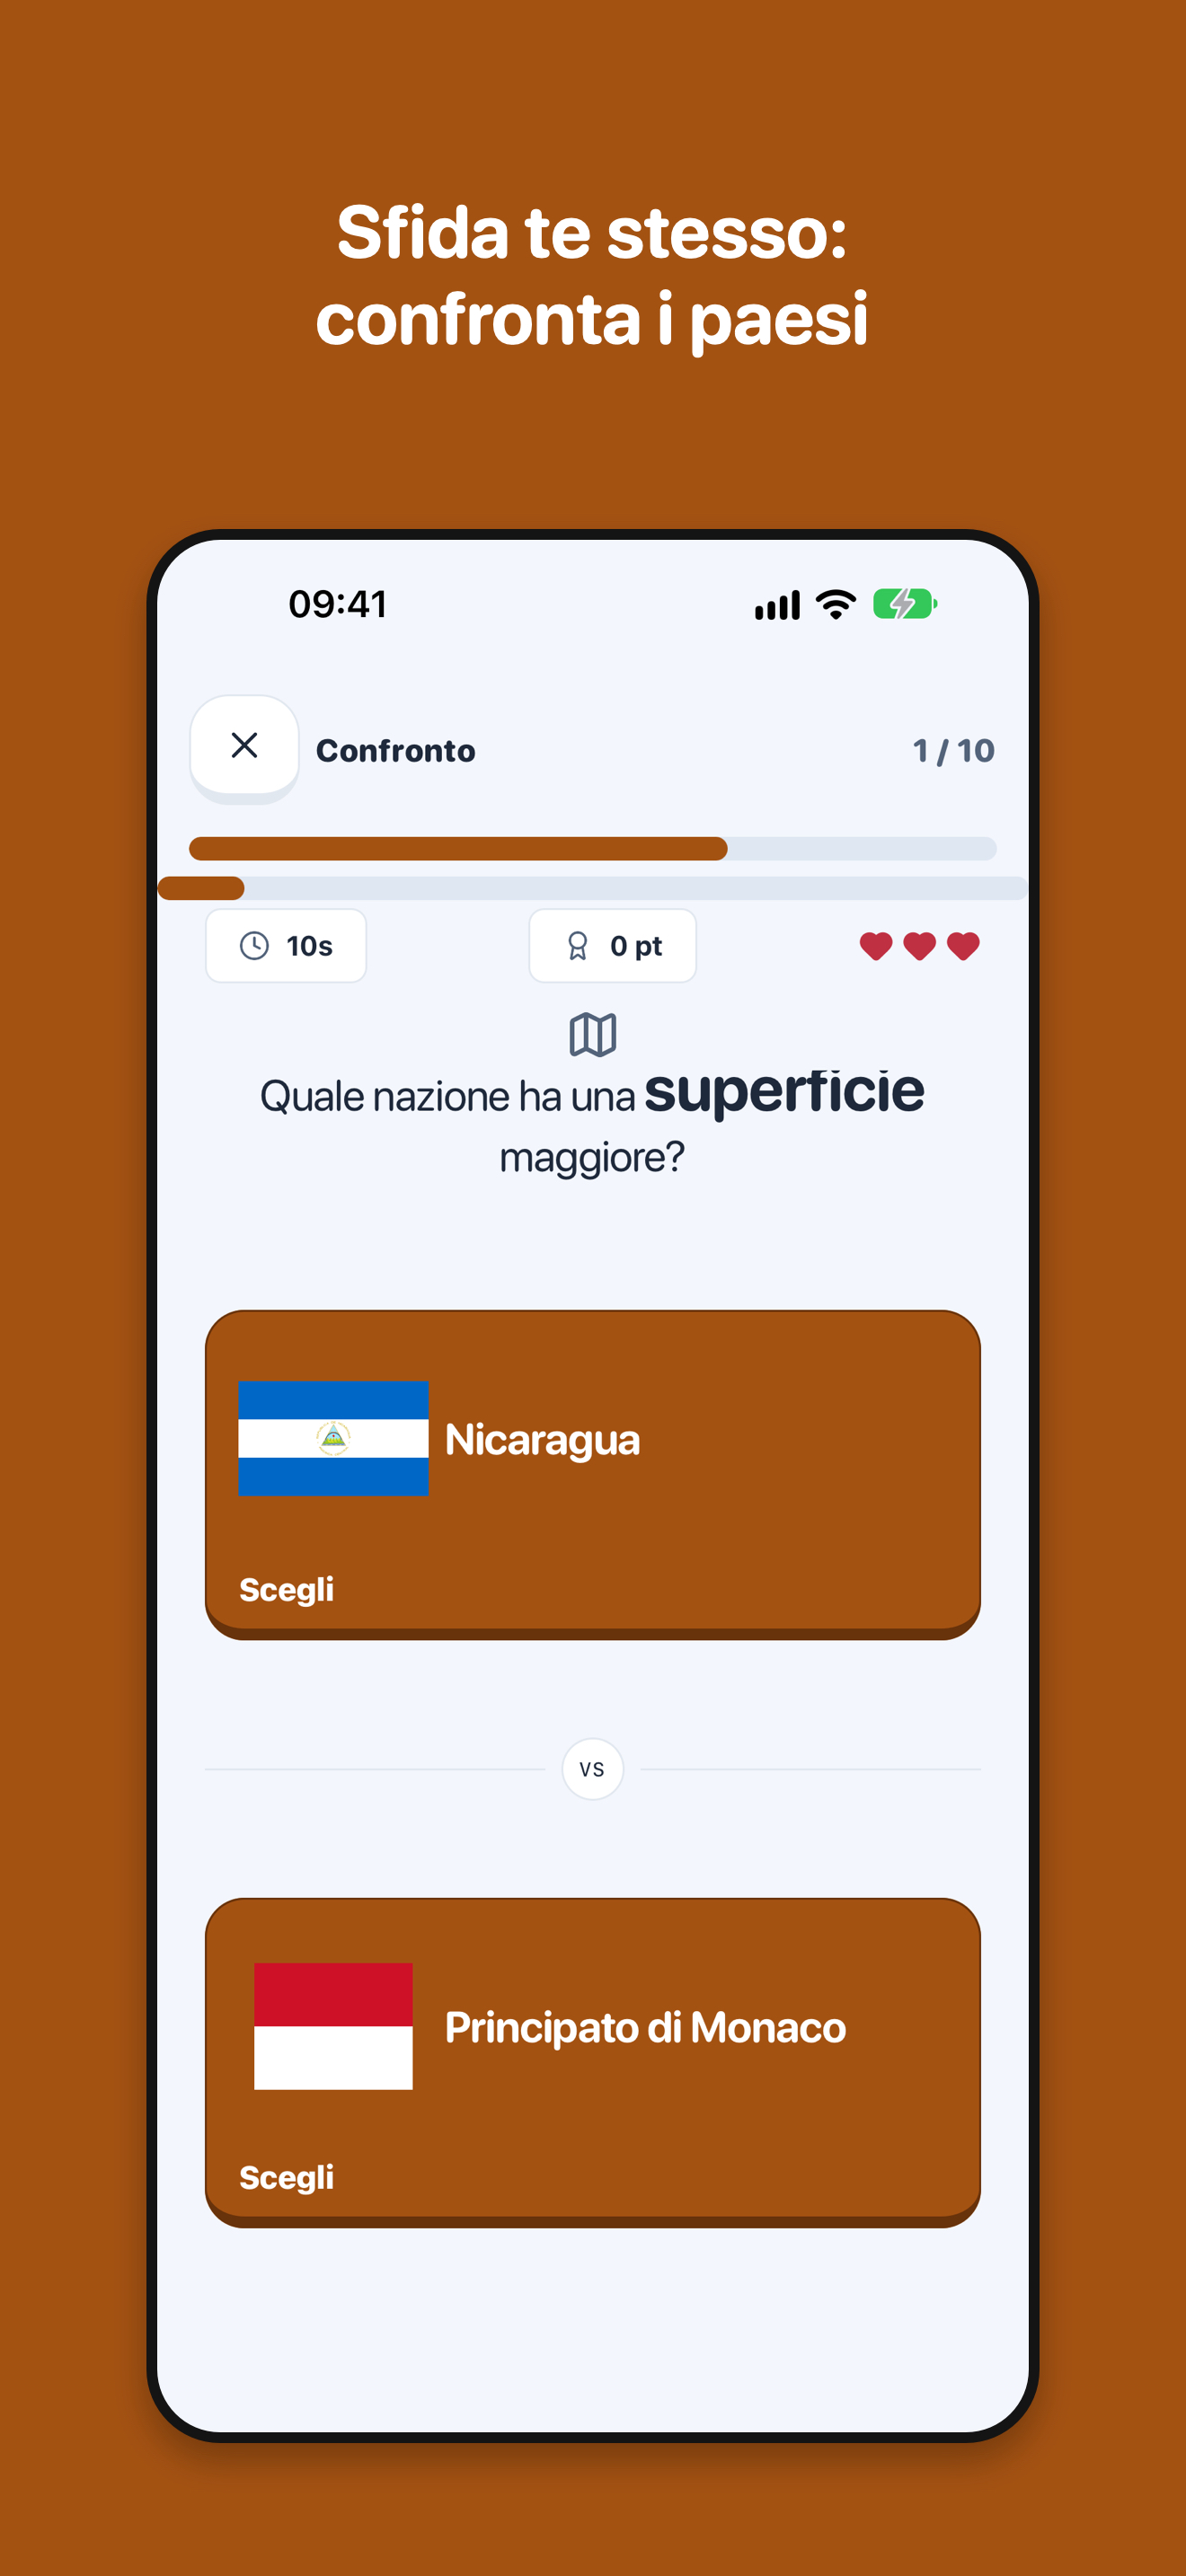 Sfida te stesso:
confronta i paesi
09:41
Confronto
1 / 10
10s
0 pt
Quale nazione ha una superficie
maggiore?
Nicaragua
Scegli
VS
Principato di Monaco
Scegli